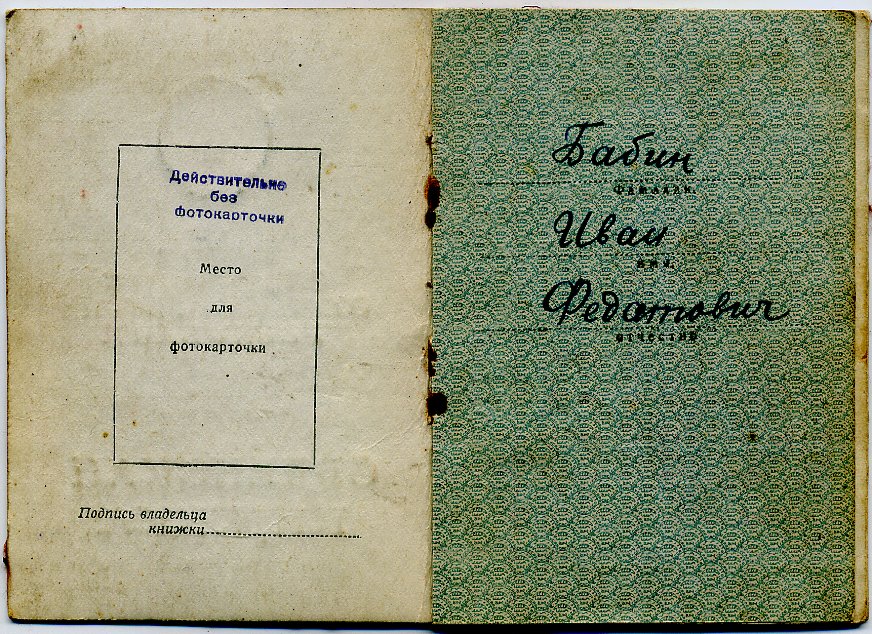 Действительно
без
фотокарточки
Место
для
фотокарточки
Подпись владельца
книжки
Бабин
фамилия
Иван
имя
Федатович
отчество